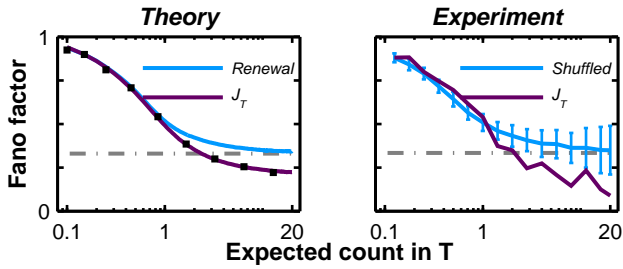 Theory
Experiment
Fano factor
1
0
Renewal
J_T
Shuffled
J_T
0.1
1
20
0.1
1
20
Expected count in T